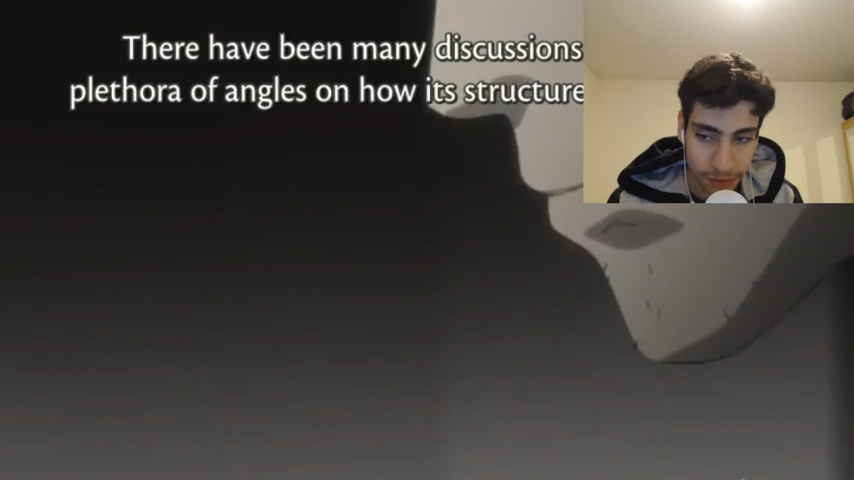 There have been many discussions
plethora of angles on how its structure